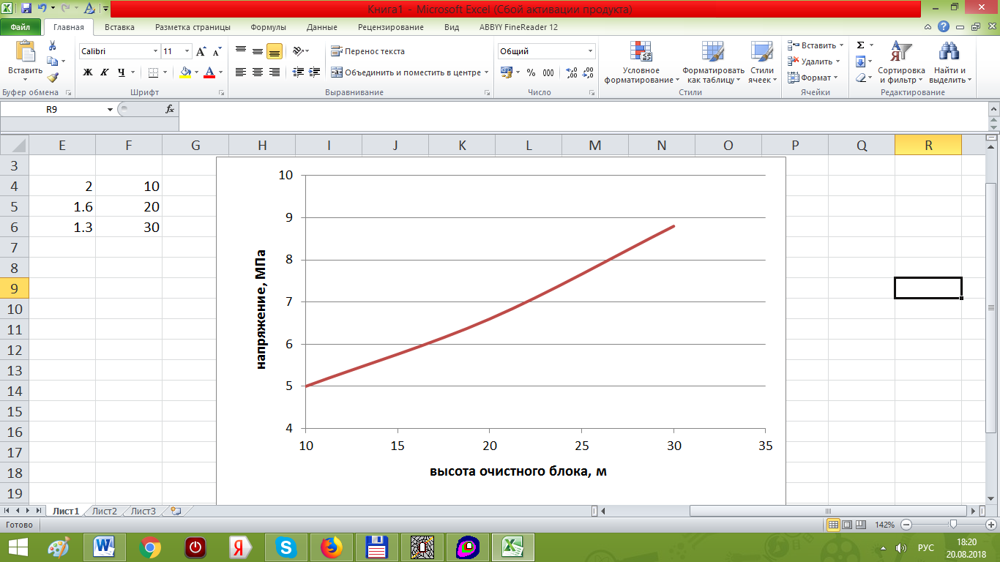 Книга1 - Microsoft Excel (Сбой активации продукта)
Файл Главная Вставка Разметка страницы Формулы Данные Рецензирование Вид ABBYY FineReader 12
Вставить
Буфер обмена
Calibri 11
Ж К Ч
Шрифт
Перенос текста
Объединить и поместить в центре
Выравнивание
Общий
% 000
Число
Условное форматирование
Форматировать как таблицу
Стили ячеек
Стили
Вставить
Удалить
Формат
Ячейки
Сортировка и фильтр
Найти и выделить
Редактирование
R9 fx
E F G H I J K L M N O P Q R
3
4 2 10
5 1.6 20
6 1.3 30
7
8
9
10
11
12
13
14
15
16
17
18
19
10
9
8
7
6
5
4
напряжение, МПа
10 15 20 25 30 35
высота очистного блока, м
Лист1 Лист2 Лист3
Готово 142%
РУС 18:20
20.08.2018